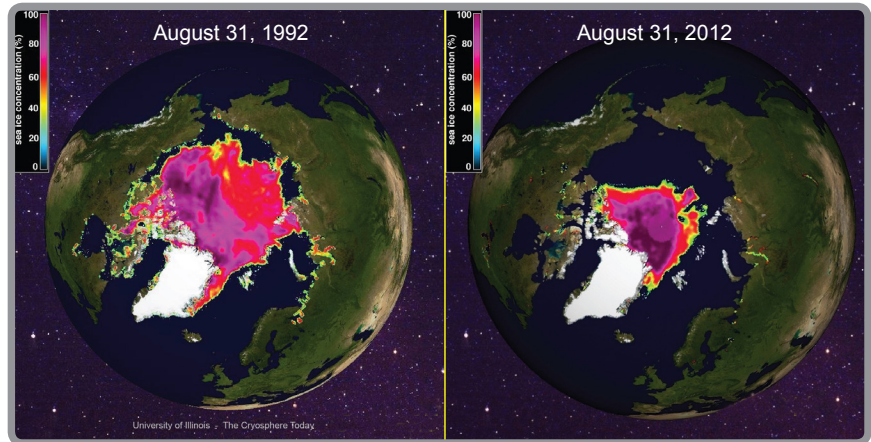 August 31, 1992
sea ice concentration (%)
100
80
60
40
20
0
University of Illinois - The Cryosphere Today
August 31, 2012
sea ice concentration (%)
100
80
60
40
20
0